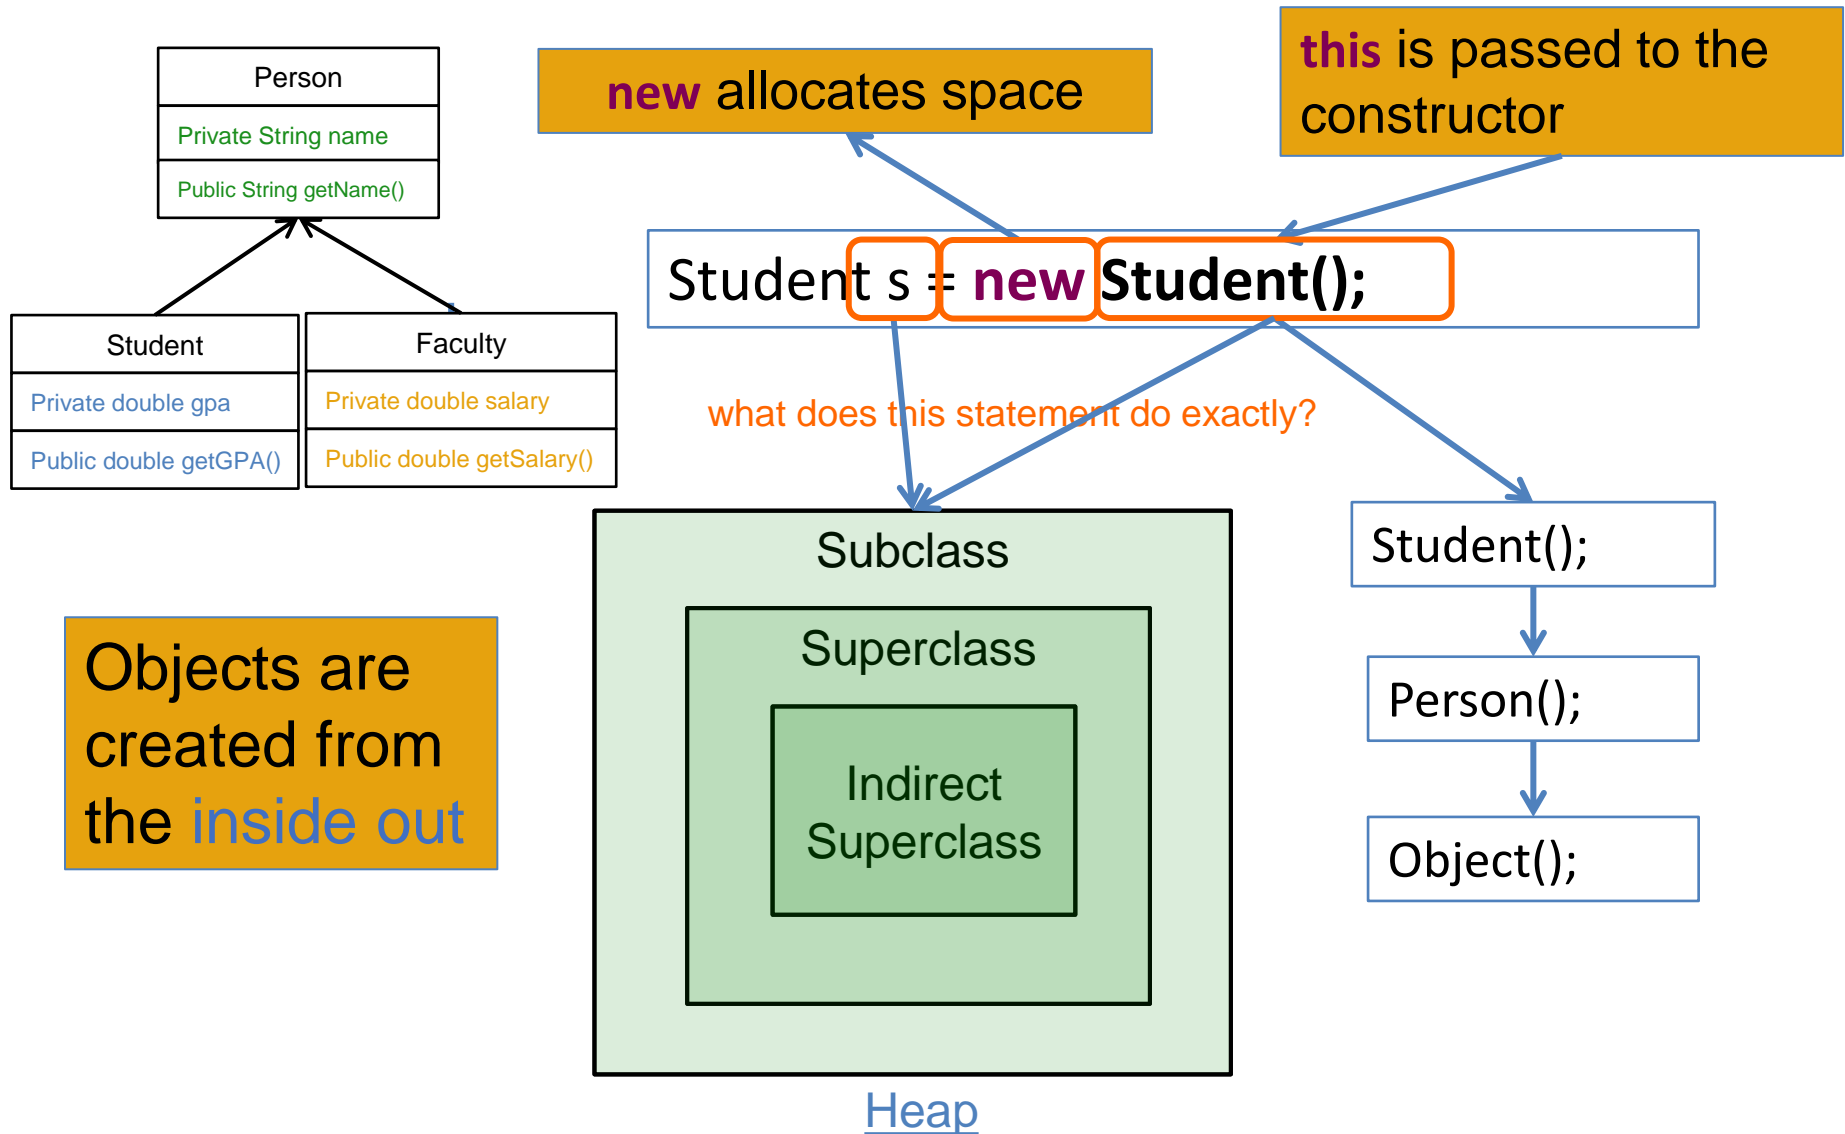 Person
Private String name
Public String getName()
Student
Private double gpa
Public double getGPA()
Faculty
Private double salary
Public double getSalary()
new allocates space
this is passed to the
constructor
Student s = new Student();
what does this statement do exactly?
Objects are
created from
the inside out
Subclass
Superclass
Indirect
Superclass
Heap
Student();
Person();
Object();